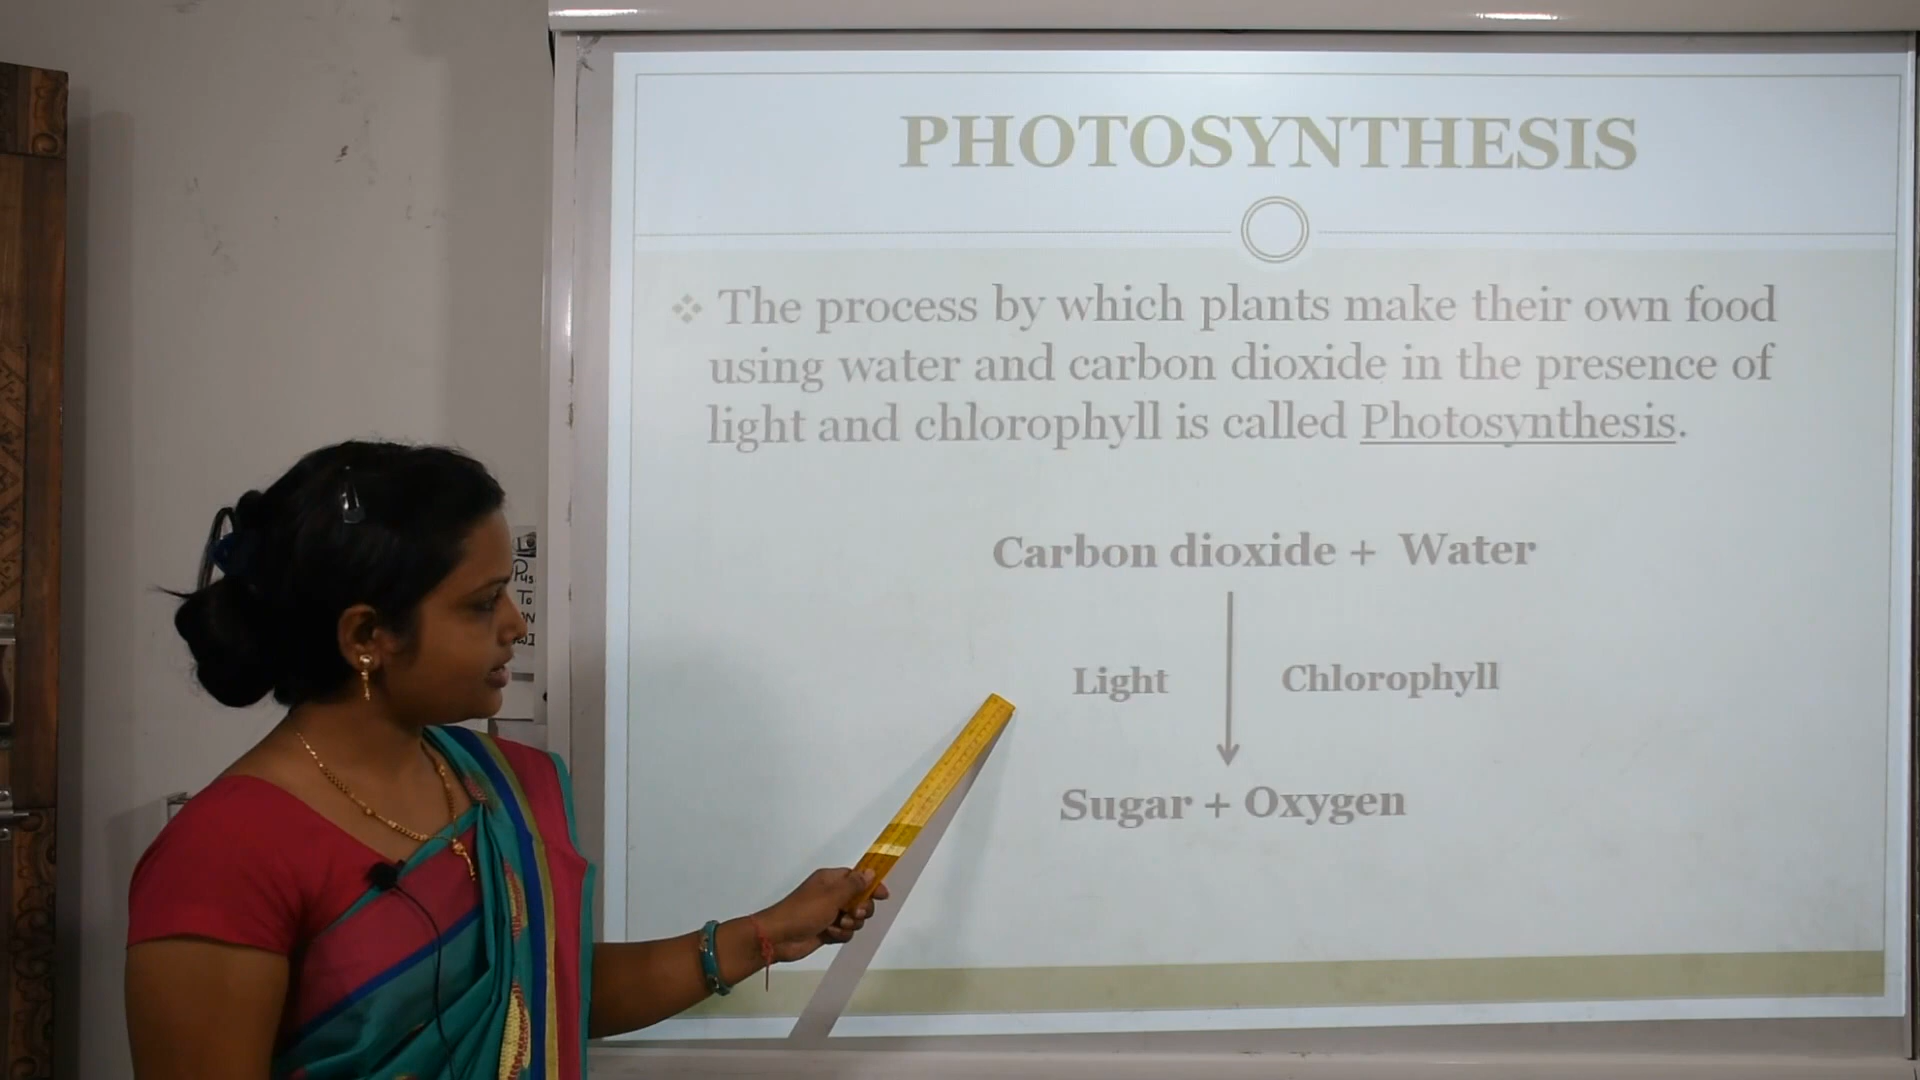 PHOTOSYNTHESIS
The process by which plants make their own food
using water and carbon dioxide in the presence of
light and chlorophyll is called Photosynthesis.
Carbon dioxide + Water
Light Chlorophyll
Sugar + Oxygen
To